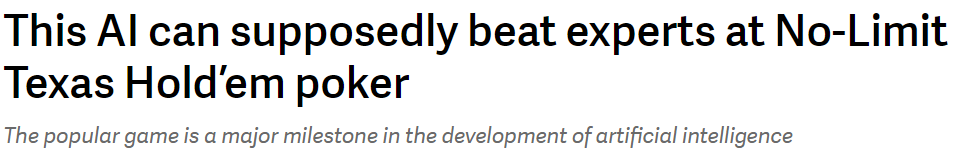 This AI can supposedly beat experts at No-Limit
Texas Hold’em poker
The popular game is a major milestone in the development of artificial intelligence